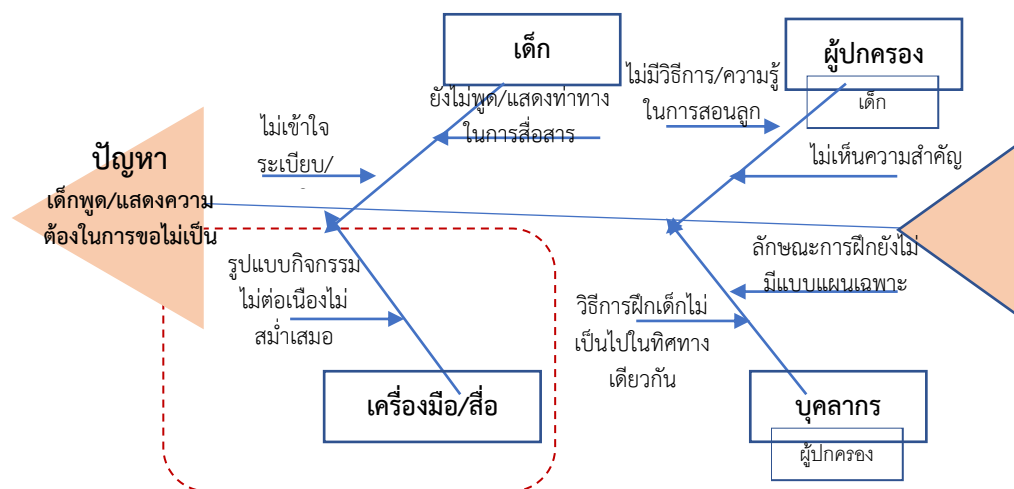 เด็ก
ยังไม่พูด/แสดงท่าทาง
ในการสื่อสาร
ไม่เข้าใจ
ระเบียบ/
ผู้ปกครอง
เด็ก
ไม่มีวิธีการ/ความรู้
ในการสอนลูก
ไม่เห็นความสำคัญ
ปัญหา
เด็กพูด/แสดงความ
ต้องในการขอไม่เป็น
รูปแบบกิจกรรม
ไม่ต่อเนื่องไม่
สม่ำเสมอ
เครื่องมือ/สื่อ
ลักษณะการฝึกยังไม่
มีแบบแผนเฉพาะ
วิธีการฝึกเด็กไม่
เป็นไปในทิศทาง
เดียวกัน
บุคลากร
ผู้ปกครอง